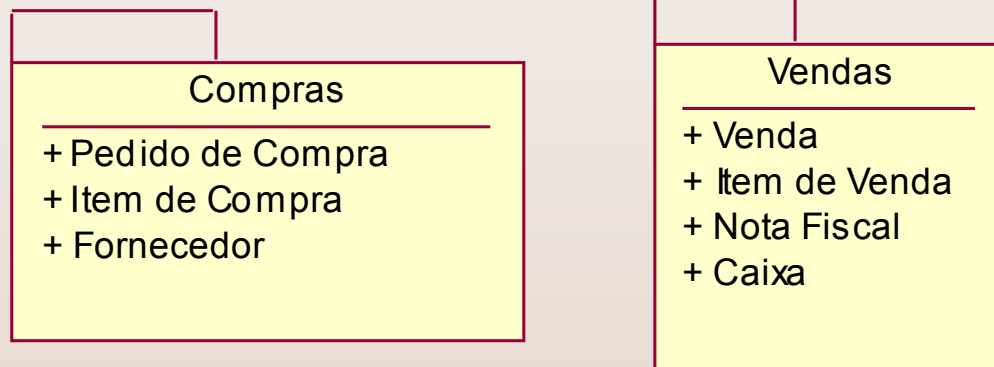 Compras
+ Pedido de Compra
+ Item de Compra
+ Fornecedor
Vendas
+ Venda
+ Item de Venda
+ Nota Fiscal
+ Caixa